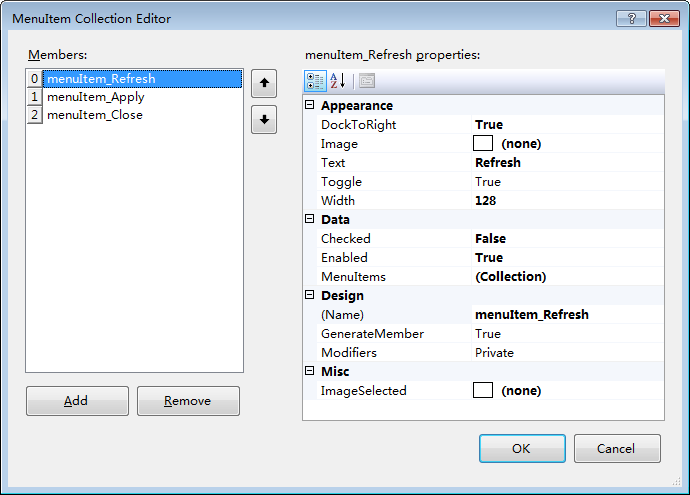 MenuItem Collection Editor
Members:
0 menuItem_Refresh
1 menuItem_Apply
2 menuItem_Close
Add Remove
menuItem_Refresh properties:
Appearance
DockToRight True
Image (none)
Text Refresh
Toggle True
Width 128
Data
Checked False
Enabled True
MenuItems (Collection)
Design
(Name) menuItem_Refresh
GenerateMember True
Modifiers Private
Misc
ImageSelected (none)
OK Cancel